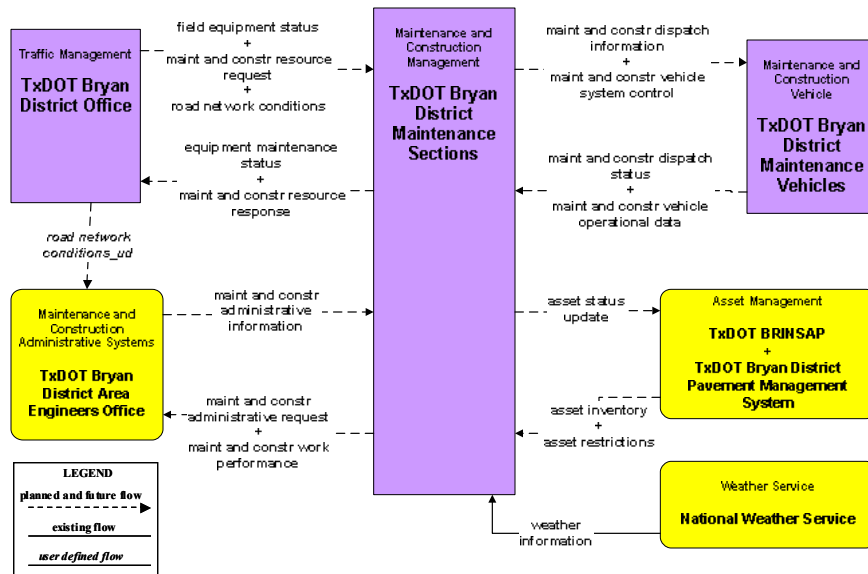 Traffic Management
TxDOT Bryan
District Office
field equipment status
+
maint and constr resource
request
+
road network conditions
equipment maintenance
status
+
maint and constr resource
response
Maintenance and
Construction
Management
TxDOT Bryan
District
Maintenance
Sections
maint and constr dispatch
information
+
maint and constr vehicle
system control
maint and constr dispatch
status
+
maint and constr vehicle
operational data
Maintenance and
Construction
Vehicle
TxDOT Bryan
District
Maintenance
Vehicles
road network
conditions_ud
Maintenance and
Construction
Administrative Systems
TxDOT Bryan
District Area
Engineers Office
maint and constr
administrative
information
maint and constr
administrative request
+
maint and constr work
performance
asset status
update
asset inventory
+
asset restrictions
Asset Management
TxDOT BRINSAP
+
TxDOT Bryan District
Pavement Management
System
LEGEND
planned and future flow
existing flow
user defined flow
weather
information
Weather Service
National Weather Service